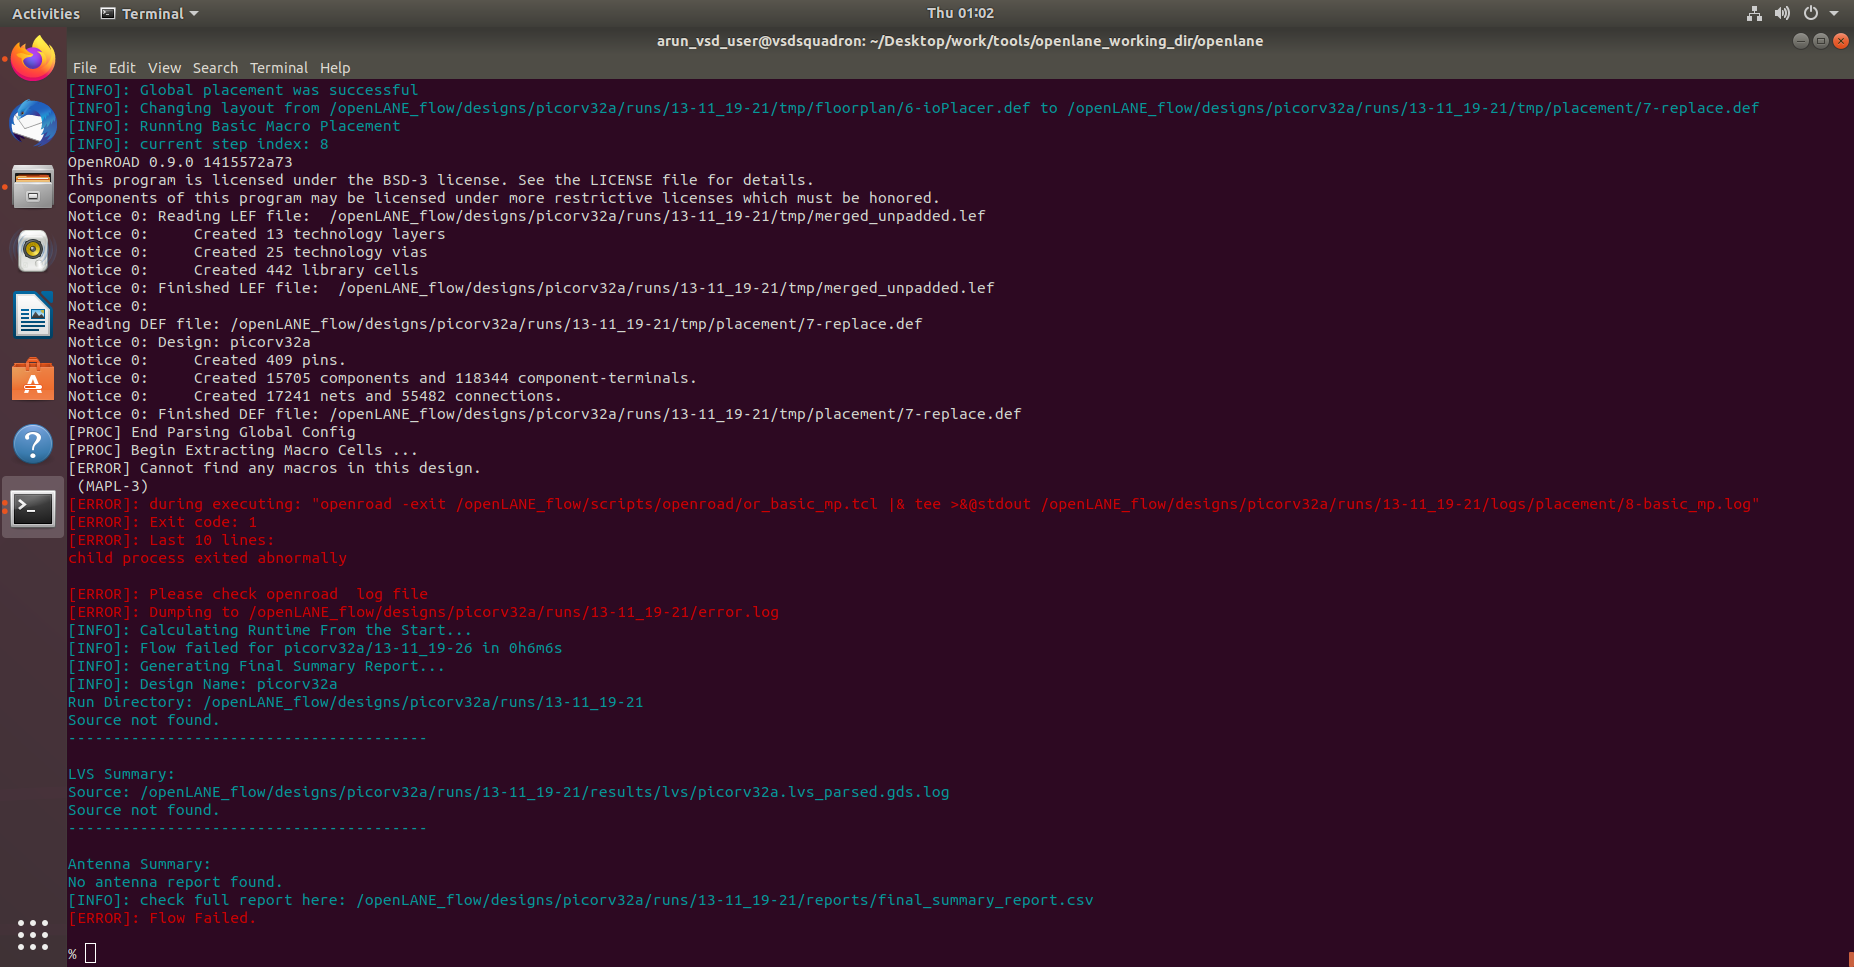 Activities Terminal Thu 01:02
arun_vsd_user@vsdsquadron: ~/Desktop/work/tools/openlane_working_dir/openlane
File Edit View Search Terminal Help
[INFO]: Global placement was successful
[INFO]: Changing layout from /openLANE_flow/designs/picorv32a/runs/13-11_19-21/tmp/floorplan/6-ioPlacer.def to /openLANE_flow/designs/picorv32a/runs/13-11_19-21/tmp/placement/7-replace.def
[INFO]: Running Basic Macro Placement
[INFO]: current step index: 8
OpenROAD 0.9.0 1415572a73
This program is licensed under the BSD-3 license. See the LICENSE file for details.
Components of this program may be licensed under more restrictive licenses which must be honored.
Notice 0: Reading LEF file:  /openLANE_flow/designs/picorv32a/runs/13-11_19-21/tmp/merged_unpadded.lef
Notice 0:     Created 13 technology layers
Notice 0:     Created 25 technology vias
Notice 0:     Created 442 library cells
Notice 0: Finished LEF file:  /openLANE_flow/designs/picorv32a/runs/13-11_19-21/tmp/merged_unpadded.lef
Notice 0:
Reading DEF file: /openLANE_flow/designs/picorv32a/runs/13-11_19-21/tmp/placement/7-replace.def
Notice 0: Design: picorv32a
Notice 0:     Created 409 pins.
Notice 0:     Created 15705 components and 118344 component-terminals.
Notice 0:     Created 17241 nets and 55482 connections.
Notice 0: Finished DEF file: /openLANE_flow/designs/picorv32a/runs/13-11_19-21/tmp/placement/7-replace.def
[PROC] End Parsing Global Config
[PROC] Begin Extracting Macro Cells ...
[ERROR] Cannot find any macros in this design.
 (MAPL-3)
[ERROR]: during executing: "openroad -exit /openLANE_flow/scripts/openroad/or_basic_mp.tcl |& tee >&@stdout /openLANE_flow/designs/picorv32a/runs/13-11_19-21/logs/placement/8-basic_mp.log"
[ERROR]: Exit code: 1
[ERROR]: Last 10 lines:
child process exited abnormally
[ERROR]: Please check openroad  log file
[ERROR]: Dumping to /openLANE_flow/designs/picorv32a/runs/13-11_19-21/error.log
[INFO]: Calculating Runtime From the Start...
[INFO]: Flow failed for picorv32a/13-11_19-26 in 0h6m6s
[INFO]: Generating Final Summary Report...
[INFO]: Design Name: picorv32a
Run Directory: /openLANE_flow/designs/picorv32a/runs/13-11_19-21
Source not found.
----------------------------------------
LVS Summary:
Source: /openLANE_flow/designs/picorv32a/runs/13-11_19-21/results/lvs/picorv32a.lvs_parsed.gds.log
Source not found.
----------------------------------------
Antenna Summary:
No antenna report found.
[INFO]: check full report here: /openLANE_flow/designs/picorv32a/runs/13-11_19-21/reports/final_summary_report.csv
[ERROR]: Flow Failed.
%